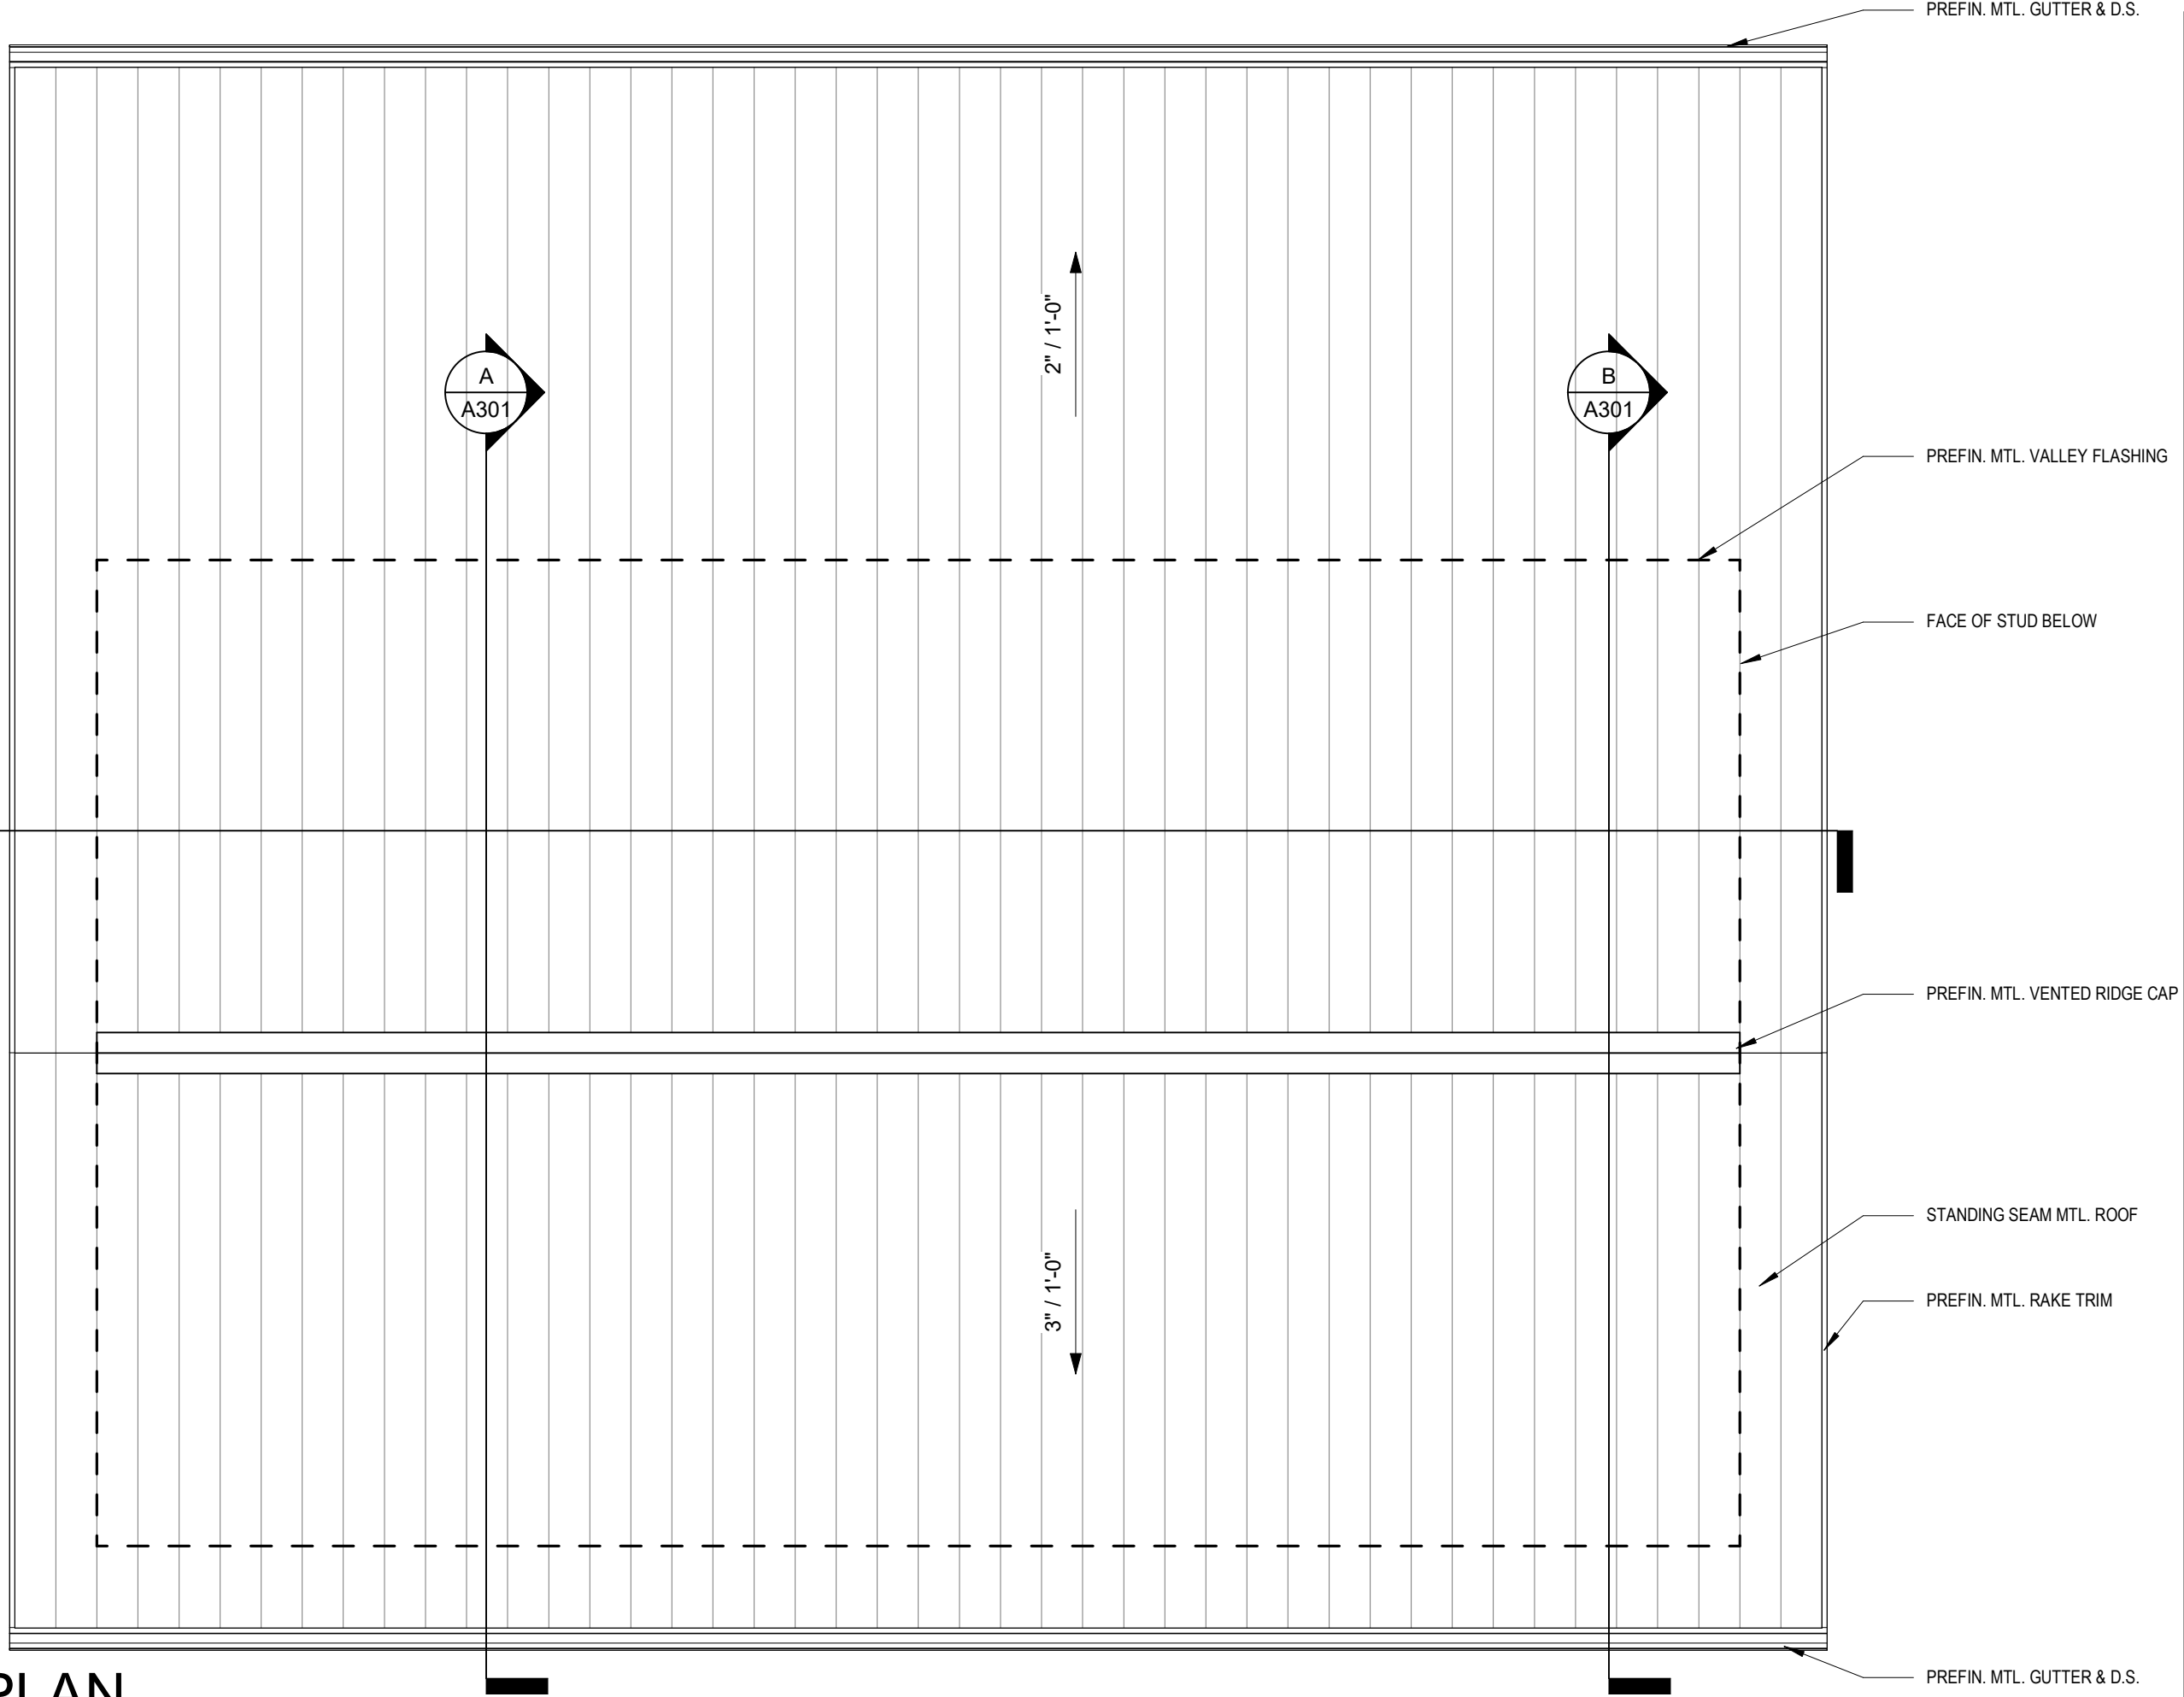 PREFIN. MTL. GUTTER & D.S.
2" / 1'-0"
A
A301
B
A301
PREFIN. MTL. VALLEY FLASHING
FACE OF STUD BELOW
PREFIN. MTL. VENTED RIDGE CAP
STANDING SEAM MTL. ROOF
3" / 1'-0"
PREFIN. MTL. RAKE TRIM
PREFIN. MTL. GUTTER & D.S.
PLAN